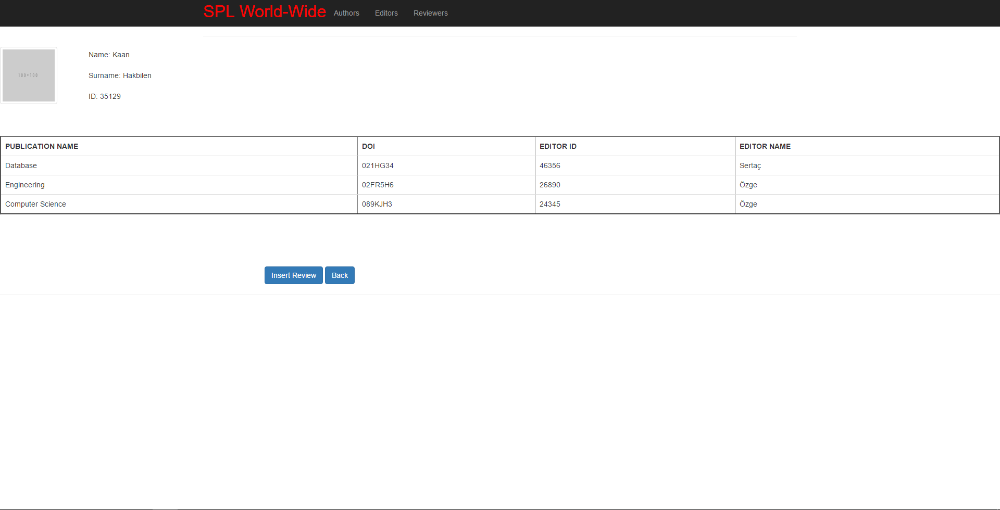 SPL World-Wide Authors Editors Reviewers
100×100
Name: Kaan
Surname: Hakbilen
ID: 35129
PUBLICATION NAME DOI EDITOR ID EDITOR NAME
Database 021HG34 46356 Sertaç
Engineering 02FR5H6 26890 Özge
Computer Science 089KJH3 24345 Özge
Insert Review Back